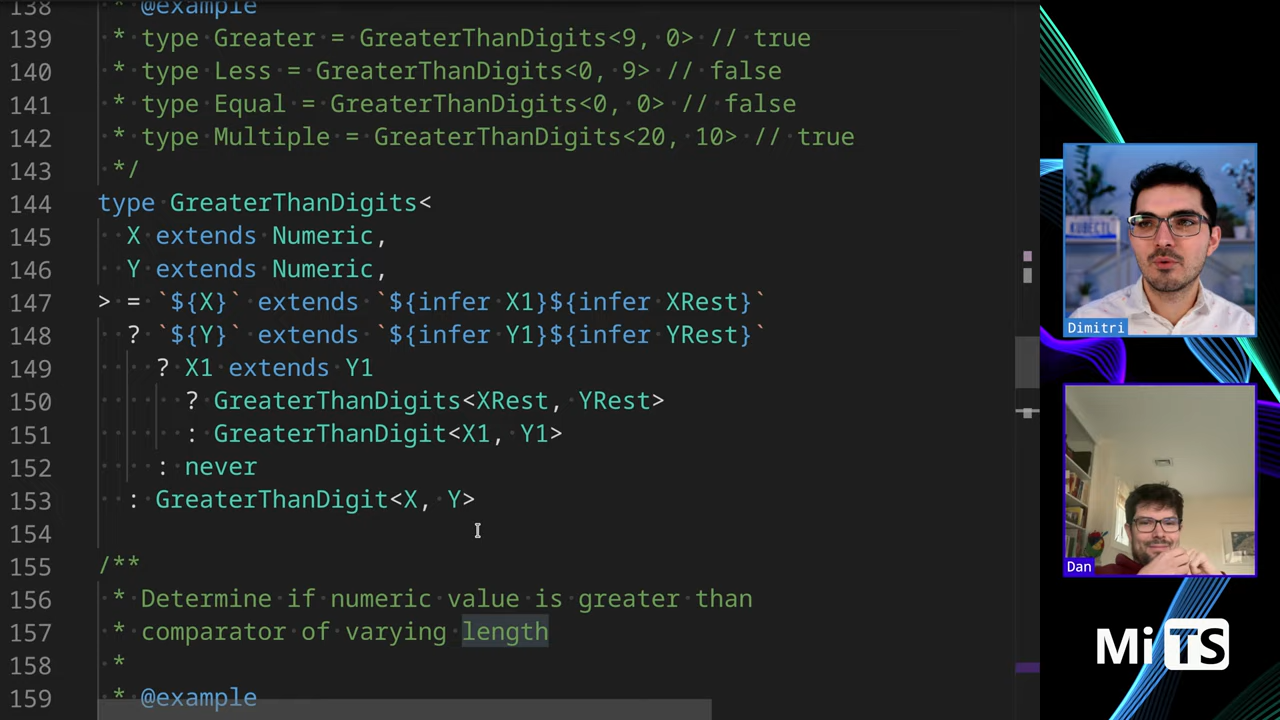 138 * @example
139 * type Greater = GreaterThanDigits<9, 0> // true
140 * type Less = GreaterThanDigits<0, 9> // false
141 * type Equal = GreaterThanDigits<0, 0> // false
142 * type Multiple = GreaterThanDigits<20, 10> // true
143 */
144 type GreaterThanDigits<
145 X extends Numeric,
146 Y extends Numeric,
147 > = `${X}` extends `${infer X1}${infer XRest}`
148 ? `${Y}` extends `${infer Y1}${infer YRest}`
149 ? X1 extends Y1
150 ? GreaterThanDigits<XRest, YRest>
151 : GreaterThanDigit<X1, Y1>
152 : never
153 : GreaterThanDigit<X, Y>
154
155 /**
156 * Determine if numeric value is greater than
157 * comparator of varying length
158 *
159 * @example
KUBECTL
Dimitri
Dan
Mi TS